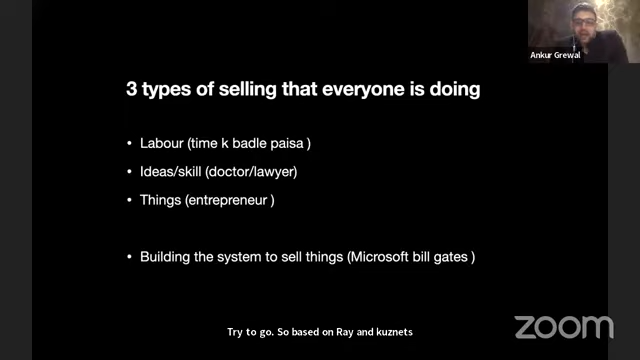 Ankur Grewal
3 types of selling that everyone is doing
• Labour (time k badle paisa )
• Ideas/skill (doctor/lawyer)
• Things (entrepreneur )
• Building the system to sell things (Microsoft bill gates )
zoom
Try to go. So based on Ray and kuznets